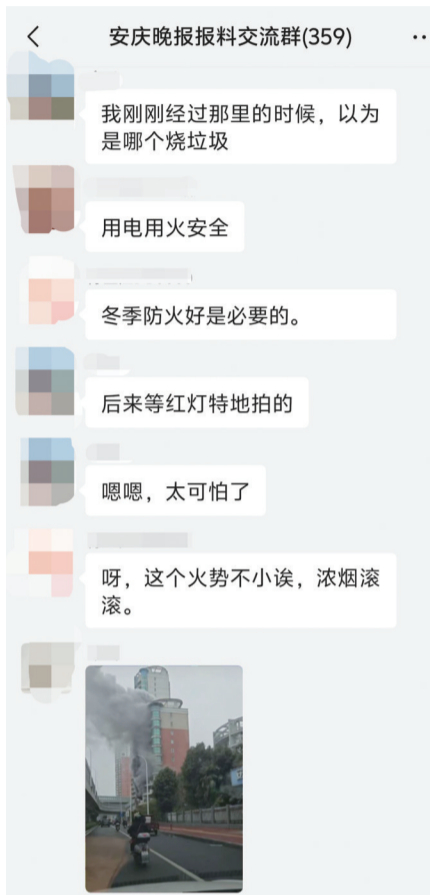 安庆晚报报料交流群(359)
我刚刚经过那里的时候，以为
是哪个烧垃圾
用电用火安全
冬季防火好是必要的。
后来等红灯特地拍的
嗯嗯，太可怕了
呀，这个火势不小诶，浓烟滚
滚。